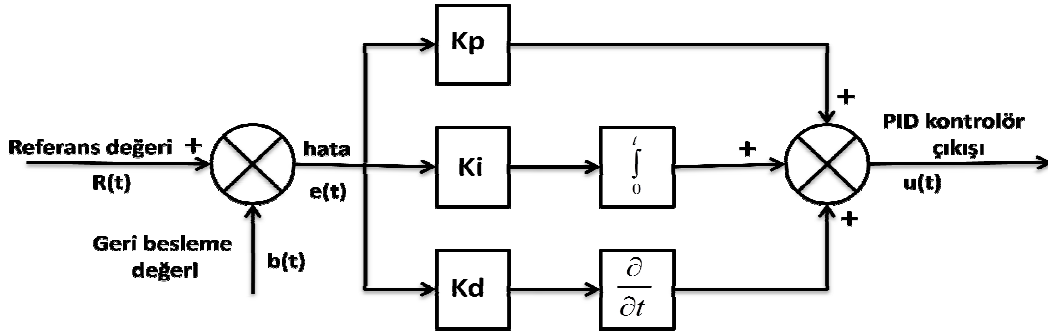 Kp
+
Referans değeri +
R(t)
hata
e(t)
Ki
t
∫
0
+
PID kontrolör
çıkışı
u(t)
+
Geri besleme
değerI
b(t)
Kd
∂
∂t